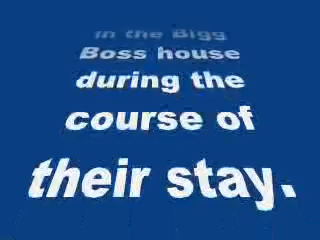 in the Bigg
Boss house
during the
course of
their stay.